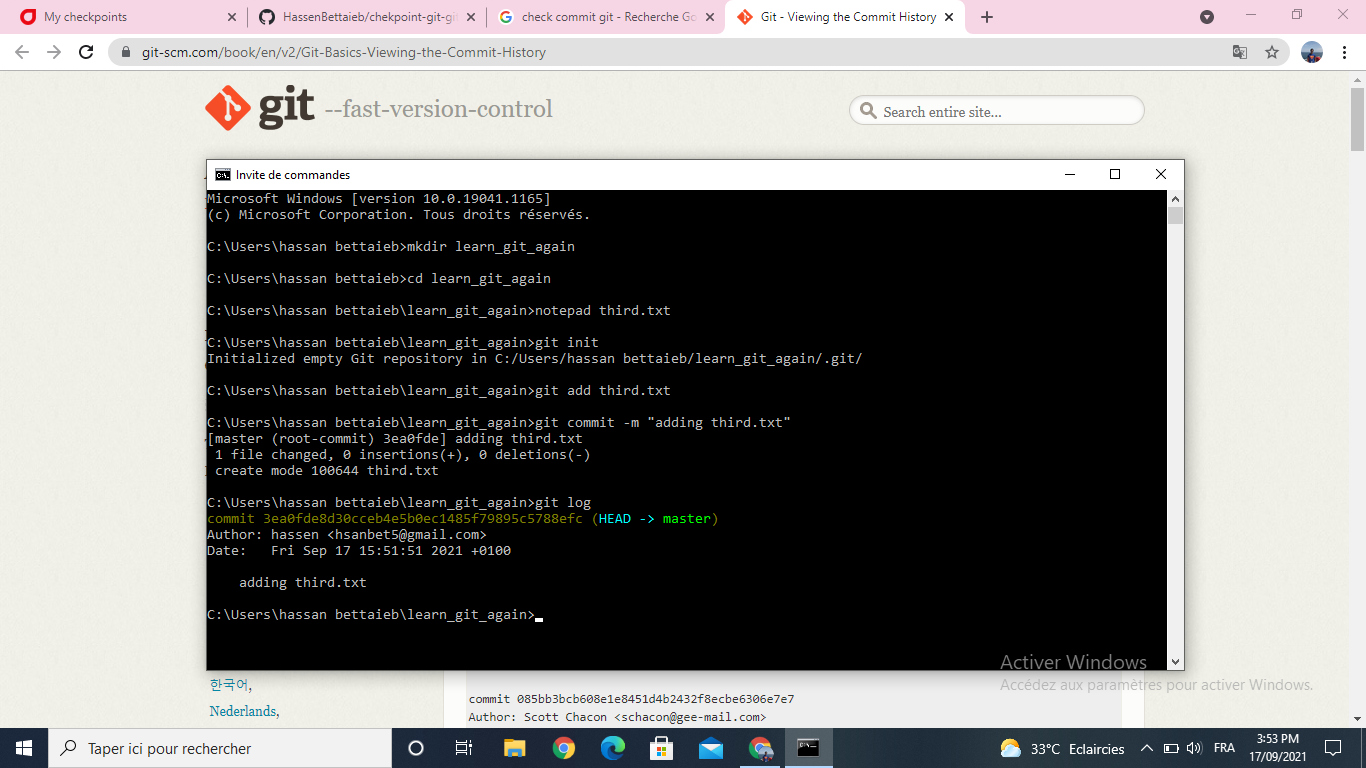 My checkpoints
HassenBettaieb/chekpoint-git-gi
check commit git - Recherche Go
Git - Viewing the Commit History
git-scm.com/book/en/v2/Git-Basics-Viewing-the-Commit-History
git --fast-version-control
Search entire site...
Invite de commandes
Microsoft Windows [version 10.0.19041.1165]
(c) Microsoft Corporation. Tous droits réservés.
C:\Users\hassan bettaieb>mkdir learn_git_again
C:\Users\hassan bettaieb>cd learn_git_again
C:\Users\hassan bettaieb\learn_git_again>notepad third.txt
C:\Users\hassan bettaieb\learn_git_again>git init
Initialized empty Git repository in C:/Users/hassan bettaieb/learn_git_again/.git/
C:\Users\hassan bettaieb\learn_git_again>git add third.txt
C:\Users\hassan bettaieb\learn_git_again>git commit -m "adding third.txt"
[master (root-commit) 3ea0fde] adding third.txt
 1 file changed, 0 insertions(+), 0 deletions(-)
 create mode 100644 third.txt
C:\Users\hassan bettaieb\learn_git_again>git log
commit 3ea0fde8d30cceb4e5b0ec1485f79895c5788efc (HEAD -> master)
Author: hassen <hsanbet5@gmail.com>
Date:   Fri Sep 17 15:51:51 2021 +0100
    adding third.txt
C:\Users\hassan bettaieb\learn_git_again>
Activer Windows
Accédez aux paramètres pour activer Windows.
한국어,
Nederlands,
commit 085bb3bcb608e1e8451d4b2432f8ecbe6306e7e7
Author: Scott Chacon <schacon@gee-mail.com>
Taper ici pour rechercher
33°C Eclaircies
FRA
3:53 PM
17/09/2021